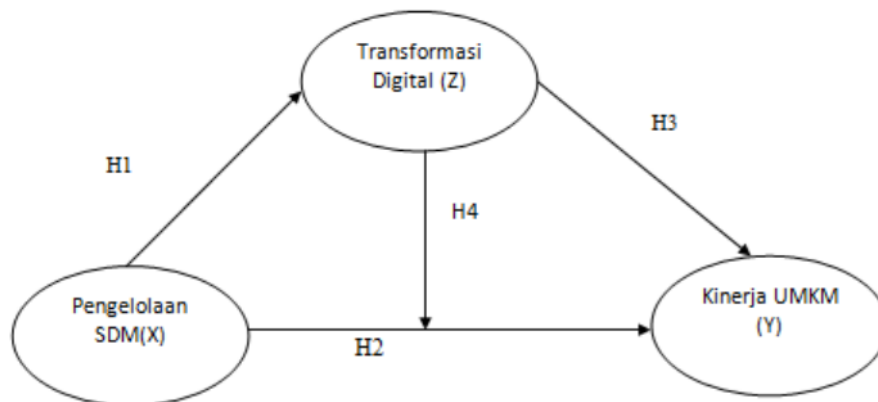 Transformasi
Digital (Z)
H1
H3
H4
Pengelolaan
SDM(X)
H2
Kinerja UMKM
(Y)